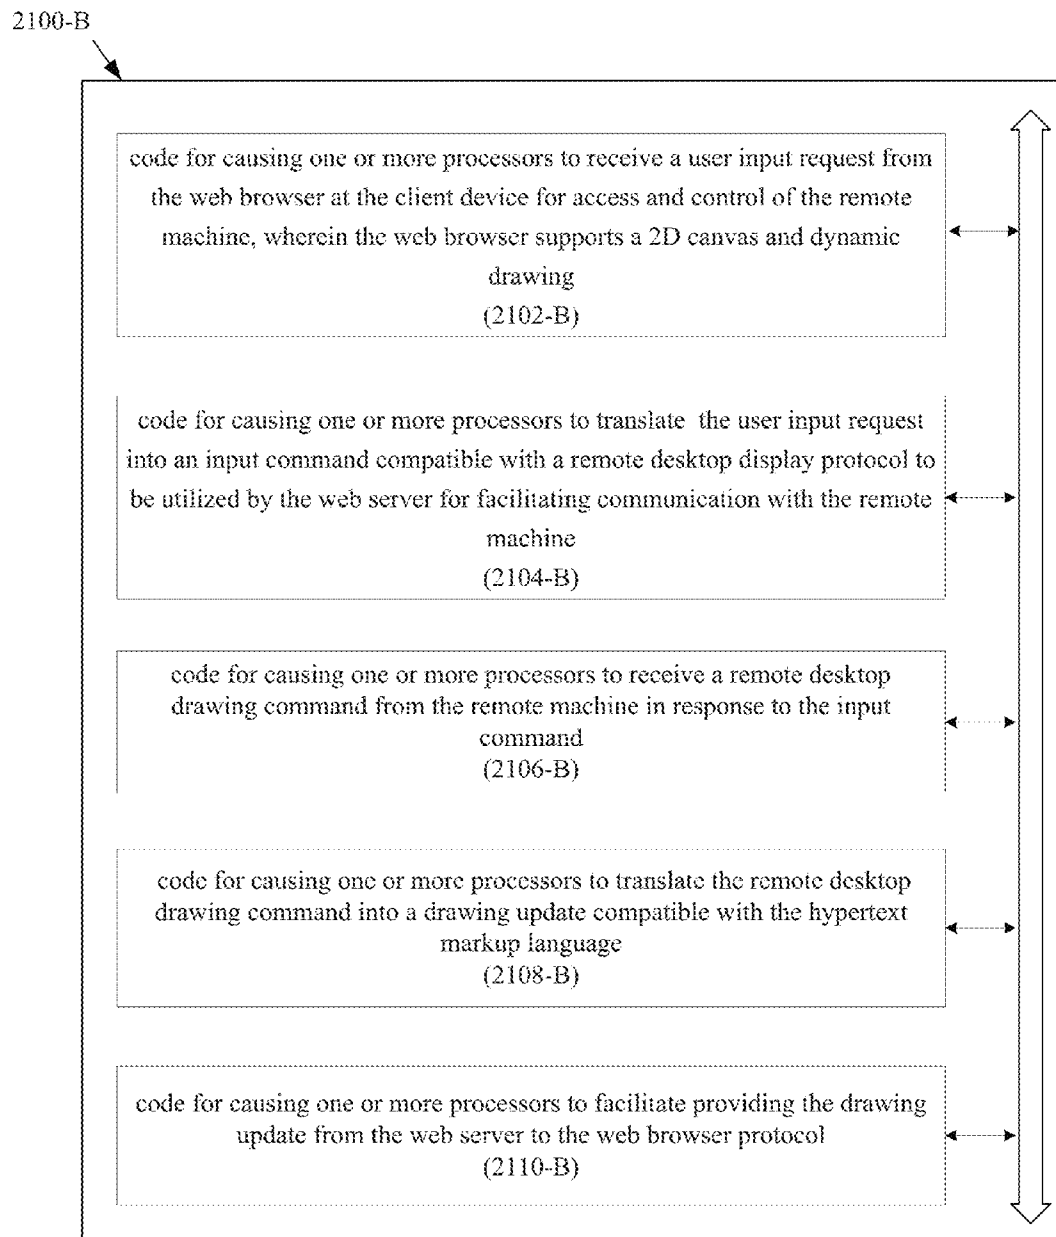 2100-B
code for causing one or more processors to receive a user input request from
the web browser at the client device for access and control of the remote
machine, wherein the web browser supports a 2D canvas and dynamic
drawing
(2102-B)
code for causing one or more processors to translate the user input request
into an input command compatible with a remote desktop display protocol to
be utilized by the web server for facilitating communication with the remote
machine
(2104-B)
code for causing one or more processors to receive a remote desktop
drawing command from the remote machine in response to the input
command
(2106-B)
code for causing one or more processors to translate the remote desktop
drawing command into a drawing update compatible with the hypertext
markup language
(2108-B)
code for causing one or more processors to facilitate providing the drawing
update from the web server to the web browser protocol
(2110-B)